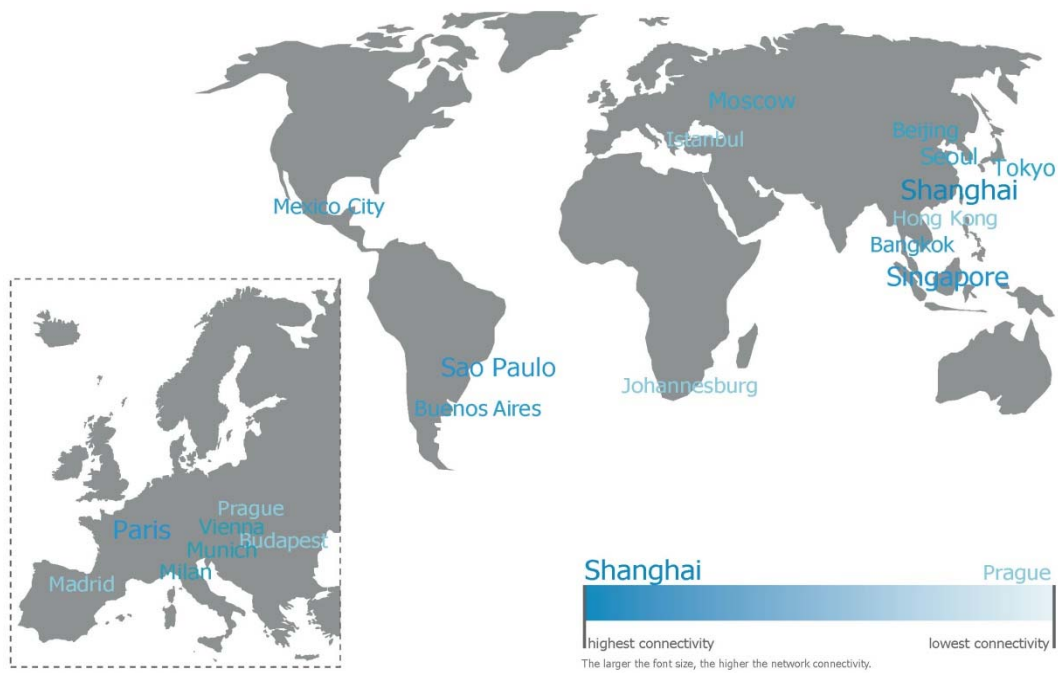 Moscow
Istanbul
Beijing
Seoul
Tokyo
Shanghai
Mexico City
Hong Kong
Bangkok
Singapore
Sao Paulo
Johannesburg
Buenos Aires
Prague
Vienna
Paris
Budapest
Munich
Milan
Madrid
Shanghai
Prague
highest connectivity
lowest connectivity
The larger the font size, the higher the network connectivity.